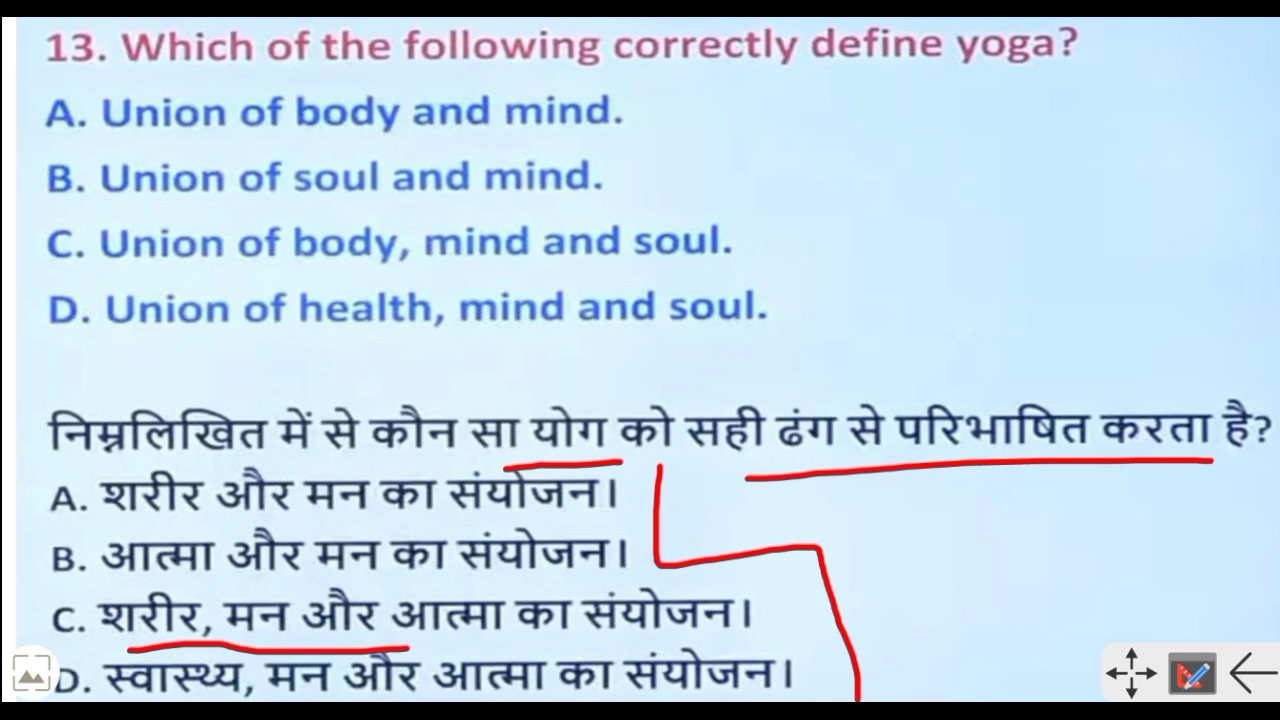 13. Which of the following correctly define yoga?
A. Union of body and mind.
B. Union of soul and mind.
C. Union of body, mind and soul.
D. Union of health, mind and soul.
निम्नलिखित में से कौन सा योग को सही ढंग से परिभाषित करता है?
A. शरीर और मन का संयोजन।
B. आत्मा और मन का संयोजन।
C. शरीर, मन और आत्मा का संयोजन।
D. स्वास्थ्य, मन और आत्मा का संयोजन।